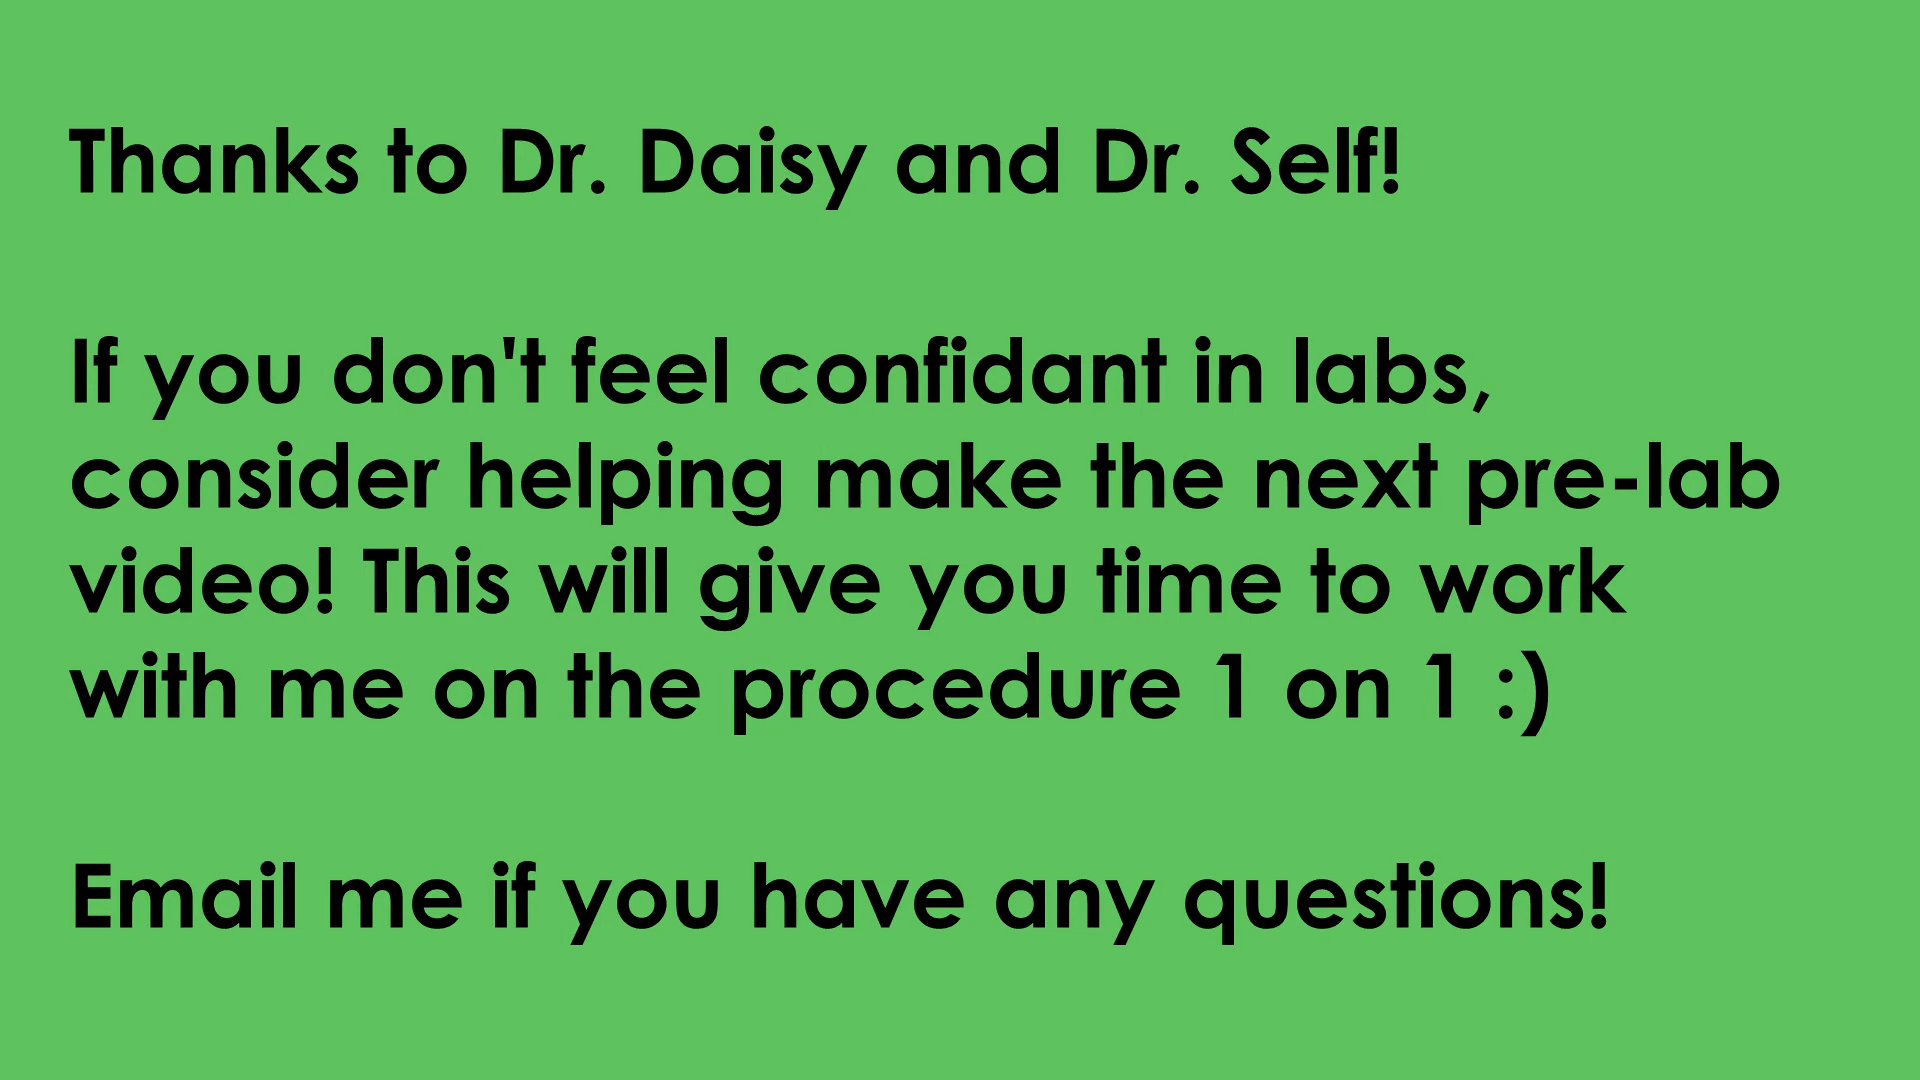 Thanks to Dr. Daisy and Dr. Self!
If you don't feel confidant in labs,
consider helping make the next pre-lab
video! This will give you time to work
with me on the procedure 1 on 1 :)
Email me if you have any questions!